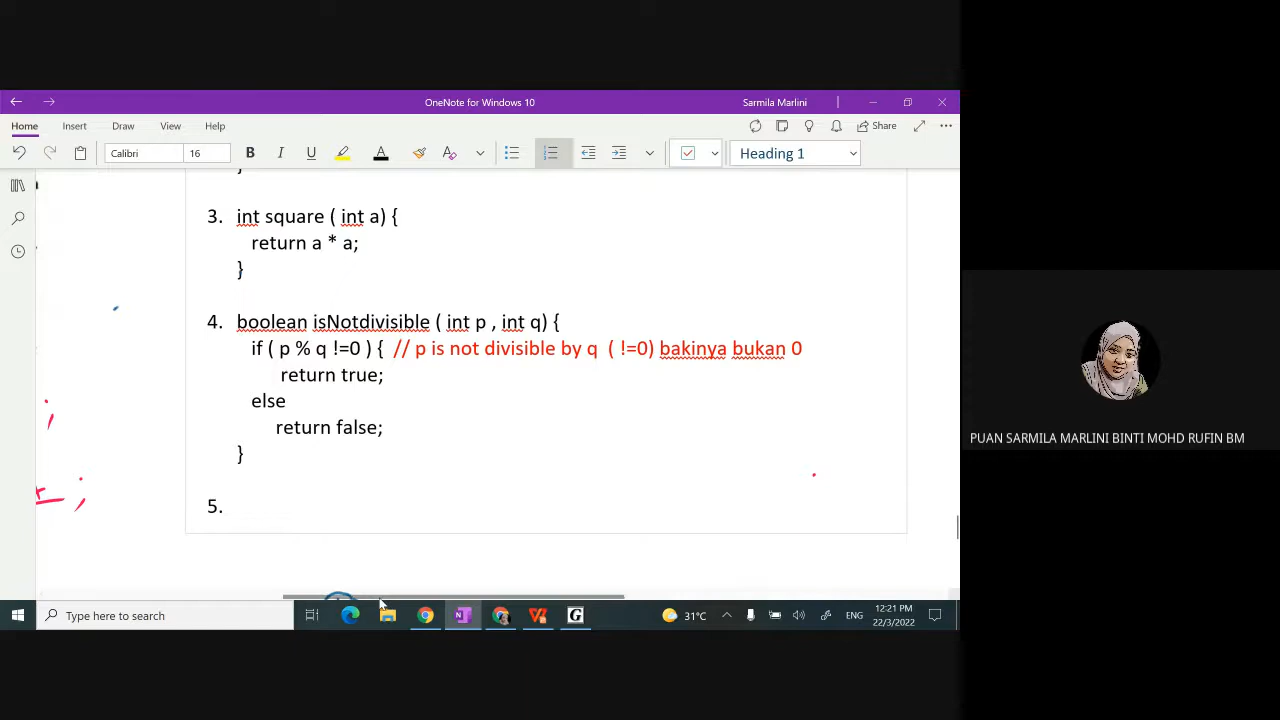 OneNote for Windows 10
Sarmila Marlini
Home Insert Draw View Help
Share
Calibri 16 B I U A Heading 1
}
3. int square ( int a) {
return a * a;
}
4. boolean isNotdivisible ( int p , int q) {
if ( p % q !=0 ) { // p is not divisible by q ( !=0) bakinya bukan 0
return true;
else
return false;
}
5.
PUAN SARMILA MARLINI BINTI MOHD RUFIN BM
Type here to search
31°C
ENG
12:21 PM
22/3/2022